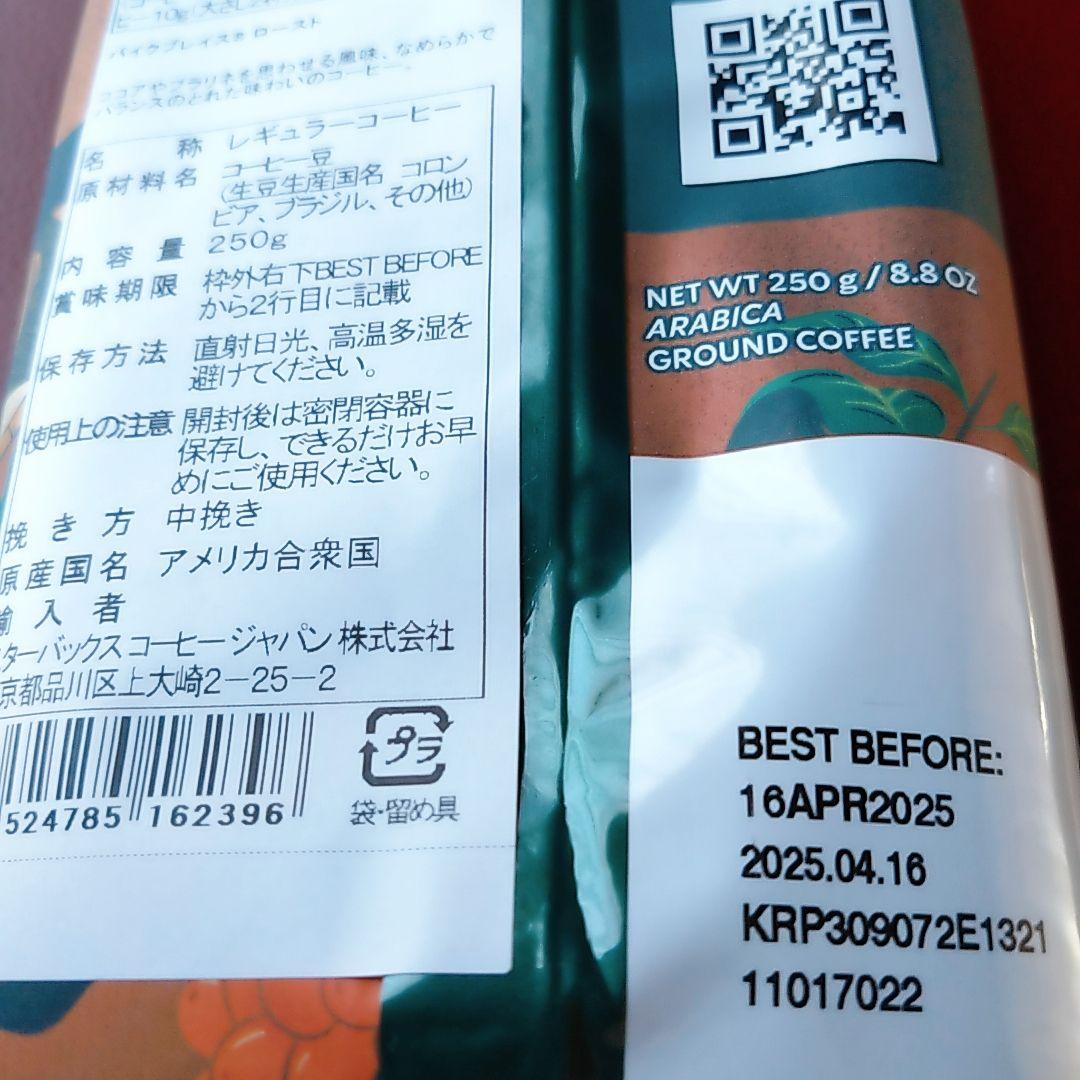 ヒー10g(大さじ
パイクプレイス® ロースト
ココアやプラリネを思わせる風味、なめらかで
バランスのとれた味わいのコーヒー。
名 称 レギュラーコーヒー
原材料名 コーヒー豆
(生豆生産国名 コロン
ビア、ブラジル、その他)
内容量 250g
賞味期限 枠外右下BEST BEFORE
から2行目に記載
保存方法 直射日光、高温多湿を
避けてください。
使用上の注意 開封後は密閉容器に
保存し、できるだけお早
めにご使用ください。
挽き方 中挽き
原産国名 アメリカ合衆国
輸入者
ターバックス コーヒー ジャパン 株式会社
京都品川区上大崎2-25-2
524785 162396
プラ
袋・留め具
NET WT 250 g / 8.8 OZ
ARABICA
GROUND COFFEE
BEST BEFORE:
16APR2025
2025.04.16
KRP309072E1321
11017022